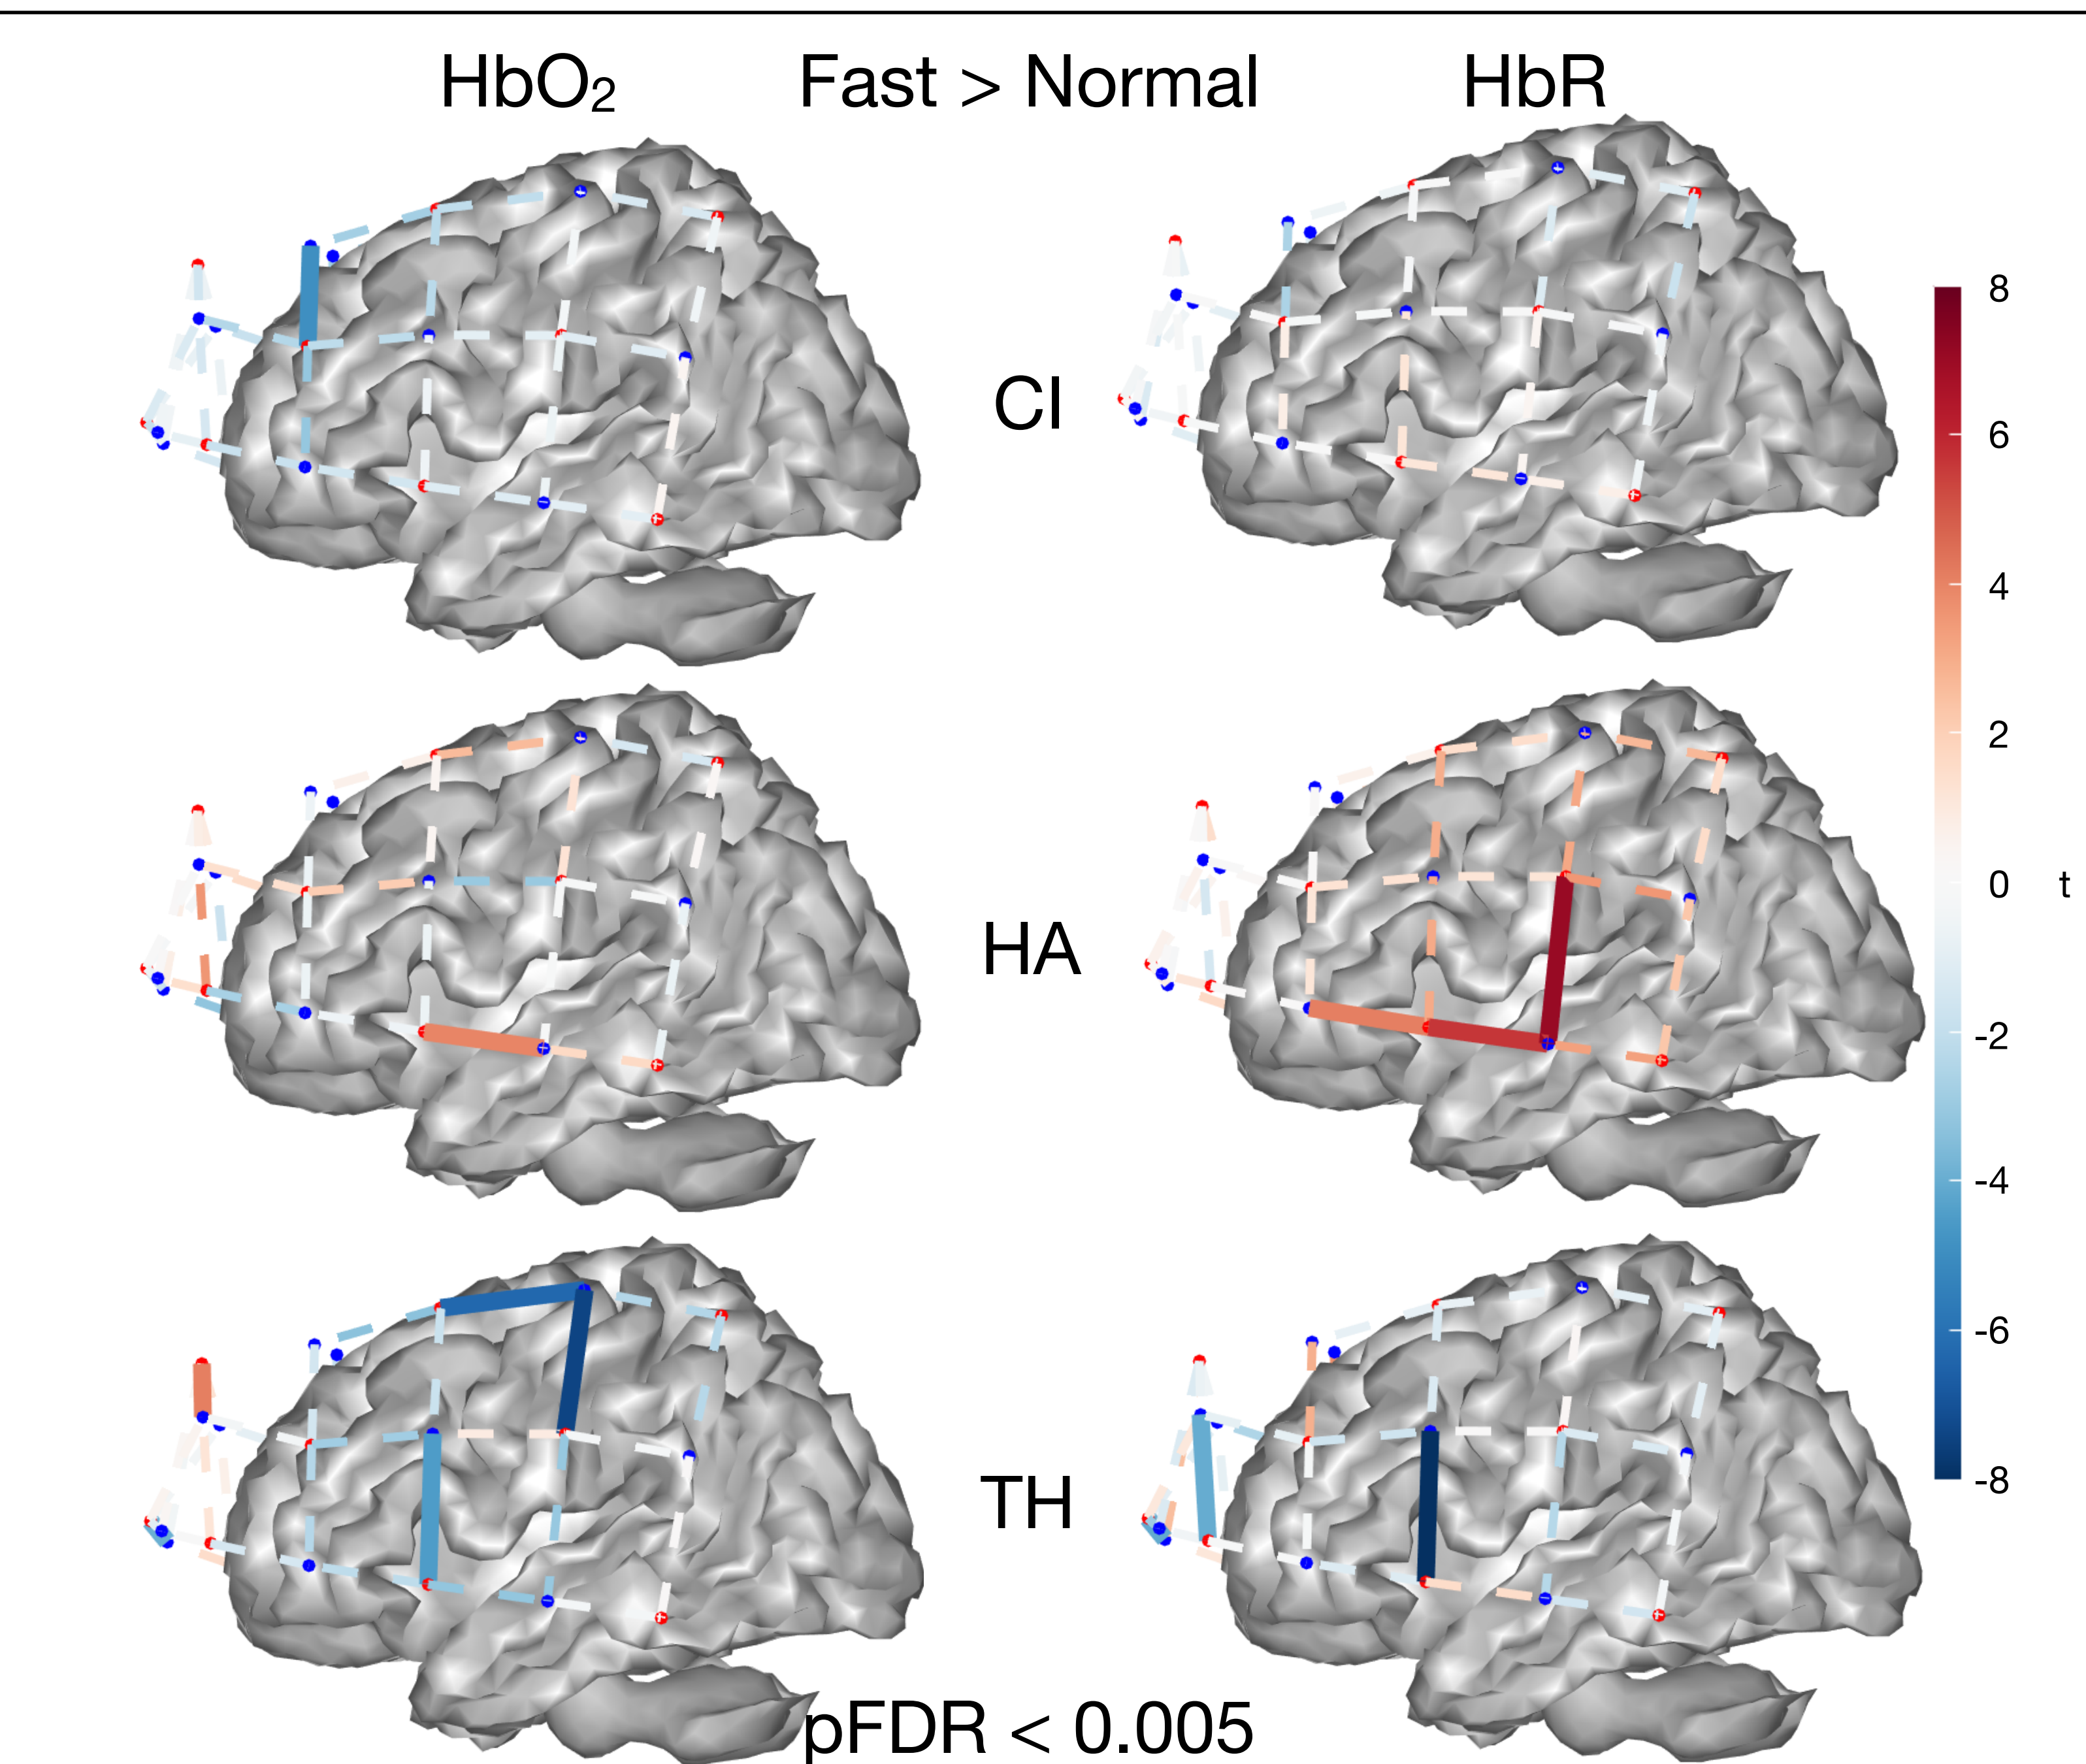 HbO₂ Fast > Normal HbR
CI
HA
TH
8
6
4
2
0 t
-2
-4
-6
-8
pFDR < 0.005